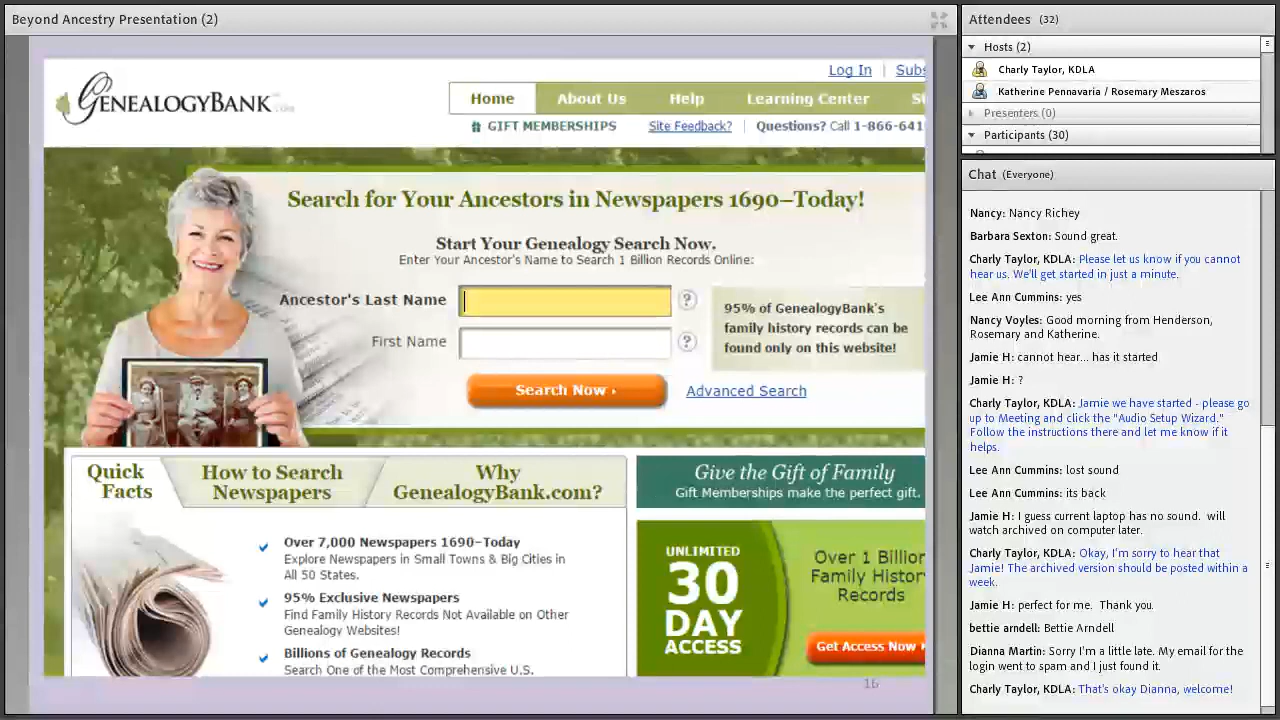 Beyond Ancestry Presentation (2)
GENEALOGYBANK.com
Log In | Subs
Home About Us Help Learning Center St
GIFT MEMBERSHIPS Site Feedback? | Questions? Call 1-866-641
Search for Your Ancestors in Newspapers 1690–Today!
Start Your Genealogy Search Now.
Enter Your Ancestor's Name to Search 1 Billion Records Online:
Ancestor's Last Name ?
First Name ?
95% of GenealogyBank's
family history records can be
found only on this website!
Search Now Advanced Search
Quick
Facts
How to Search
Newspapers
Why
GenealogyBank.com?
Over 7,000 Newspapers 1690–Today
Explore Newspapers in Small Towns & Big Cities in
All 50 States.
95% Exclusive Newspapers
Find Family History Records Not Available on Other
Genealogy Websites!
Billions of Genealogy Records
Search One of the Most Comprehensive U.S.
Give the Gift of Family
Gift Memberships make the perfect gift.
UNLIMITED
30
DAY
ACCESS
Over 1 Billion
Family History
Records
Get Access Now
16
Attendees (32)
Hosts (2)
Charly Taylor, KDLA
Katherine Pennavaria / Rosemary Meszaros
Presenters (0)
Participants (30)
Chat (Everyone)
Nancy: Nancy Richey
Barbara Sexton: Sound great.
Charly Taylor, KDLA: Please let us know if you cannot
hear us. We'll get started in just a minute.
Lee Ann Cummins: yes
Nancy Voyles: Good morning from Henderson,
Rosemary and Katherine.
Jamie H: cannot hear... has it started
Jamie H: ?
Charly Taylor, KDLA: Jamie we have started - please go
up to Meeting and click the "Audio Setup Wizard."
Follow the instructions there and let me know if it
helps.
Lee Ann Cummins: lost sound
Lee Ann Cummins: its back
Jamie H: I guess current laptop has no sound. will
watch archived on computer later.
Charly Taylor, KDLA: Okay, I'm sorry to hear that
Jamie! The archived version should be posted within a
week.
Jamie H: perfect for me. Thank you.
bettie arndell: Bettie Arndell
Dianna Martin: Sorry I'm a little late. My email for the
login went to spam and I just found it.
Charly Taylor, KDLA: That's okay Dianna, welcome!